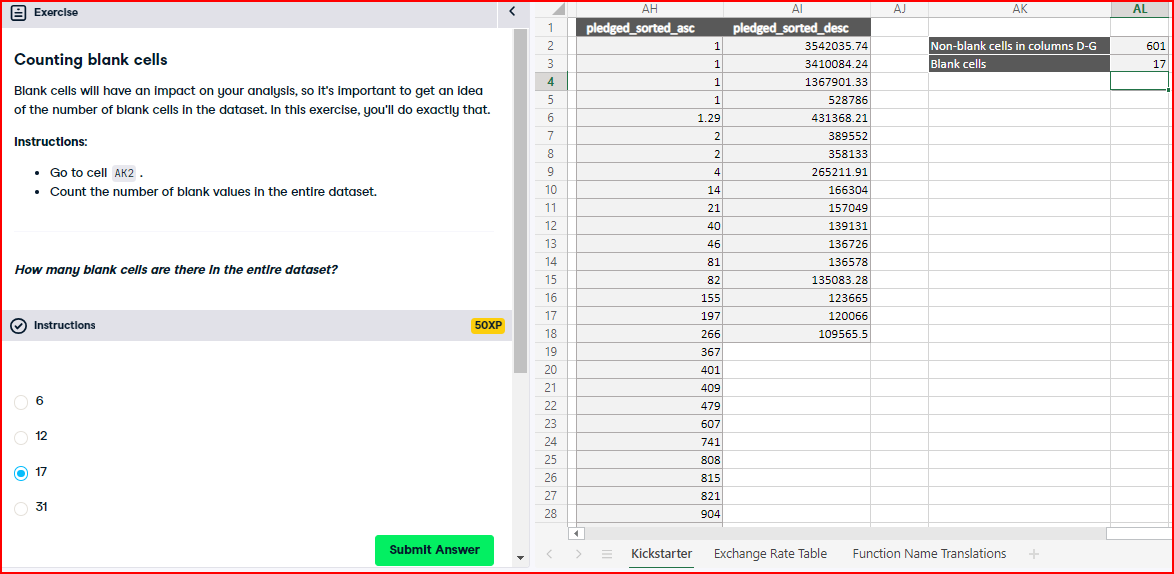 Exercise
Counting blank cells
Blank cells will have an impact on your analysis, so it's important to get an idea
of the number of blank cells in the dataset. In this exercise, you'll do exactly that.
Instructions:
Go to cell AK2 .
Count the number of blank values in the entire dataset.
How many blank cells are there in the entire dataset?
Instructions
50XP
6
12
17
31
Submit Answer
AH AI AJ AK AL
1 pledged_sorted_asc pledged_sorted_desc
2 1 3542035.74 Non-blank cells in columns D-G 601
3 1 3410084.24 Blank cells 17
4 1 1367901.33
5 1 528786
6 1.29 431368.21
7 2 389552
8 2 358133
9 4 265211.91
10 14 166304
11 21 157049
12 40 139131
13 46 136726
14 81 136578
15 82 135083.28
16 155 123665
17 197 120066
18 266 109565.5
19 367
20 401
21 409
22 479
23 607
24 741
25 808
26 815
27 821
28 904
Kickstarter Exchange Rate Table Function Name Translations